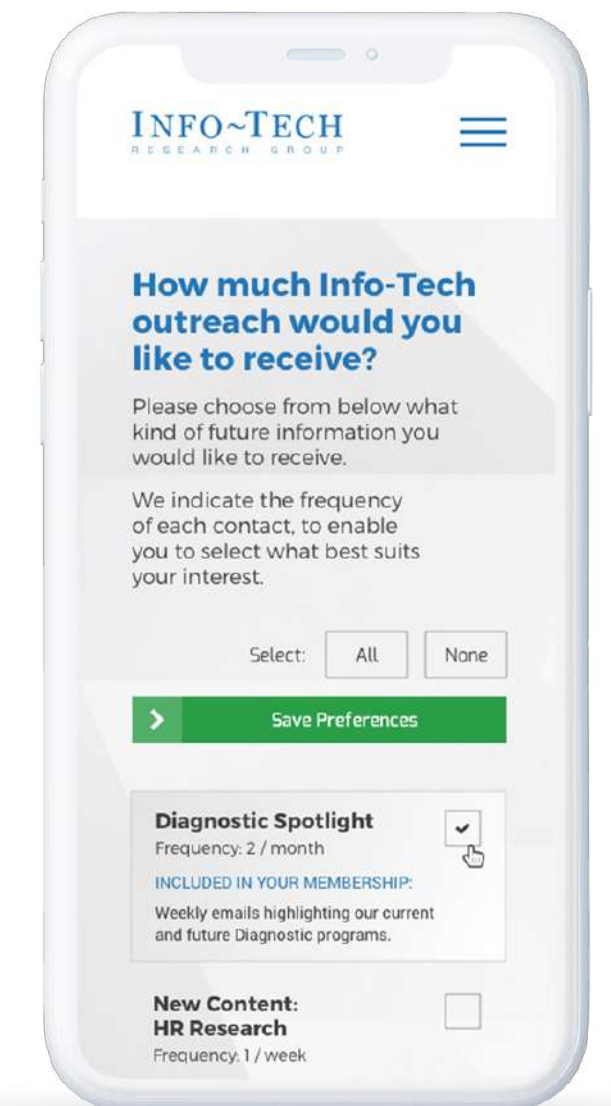 INFO~TECH
RESEARCH GROUP
How much Info-Tech
outreach would you
like to receive?
Please choose from below what
kind of future information you
would like to receive.
We indicate the frequency
of each contact, to enable
you to select what best suits
your interest.
Select: All None
Save Preferences
Diagnostic Spotlight
Frequency: 2 / month
INCLUDED IN YOUR MEMBERSHIP:
Weekly emails highlighting our current
and future Diagnostic programs.
New Content:
HR Research
Frequency: 1 / week